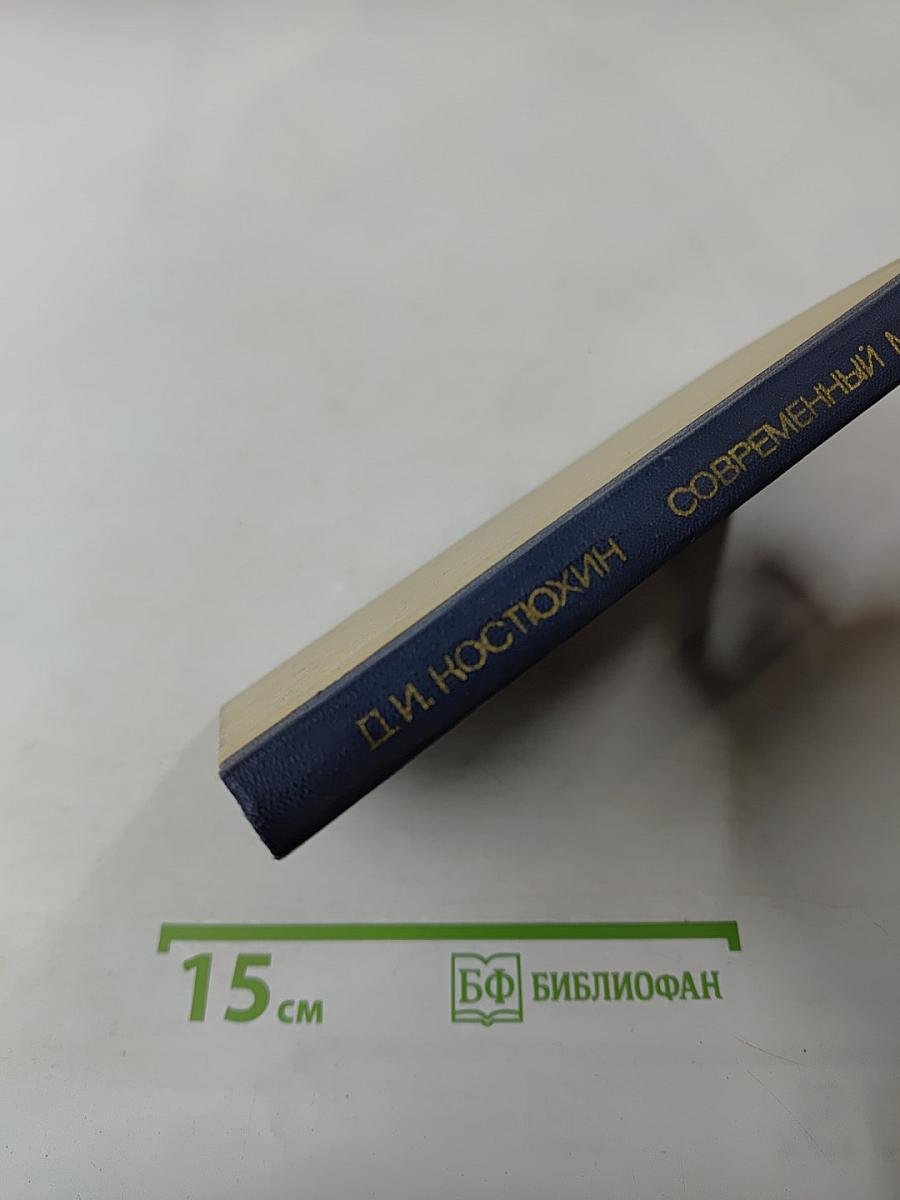 Д.И. КОСТЮХИН СОВРЕМЕННЫЙ
15 см
БФ БИБЛИОФАН